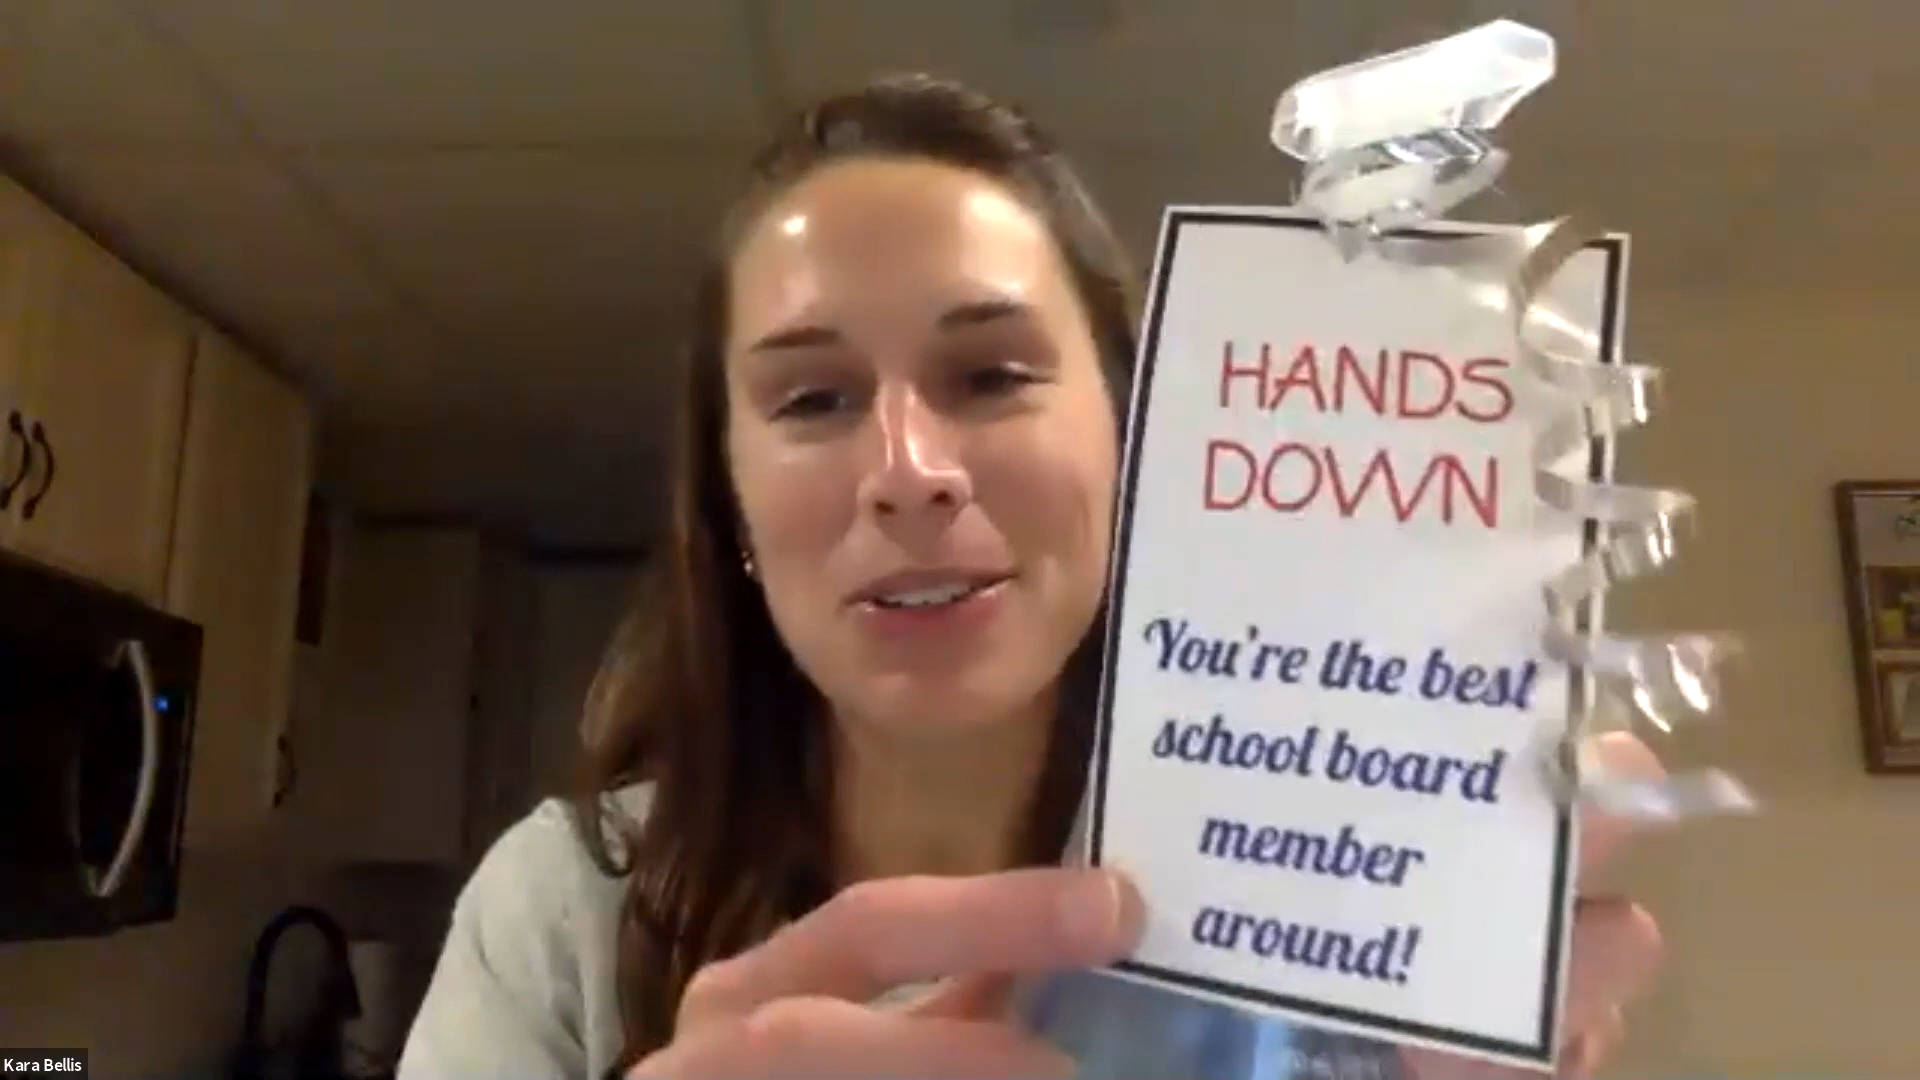 HANDS
DOWN
You're the best
school board
member
around!
Kara Bellis